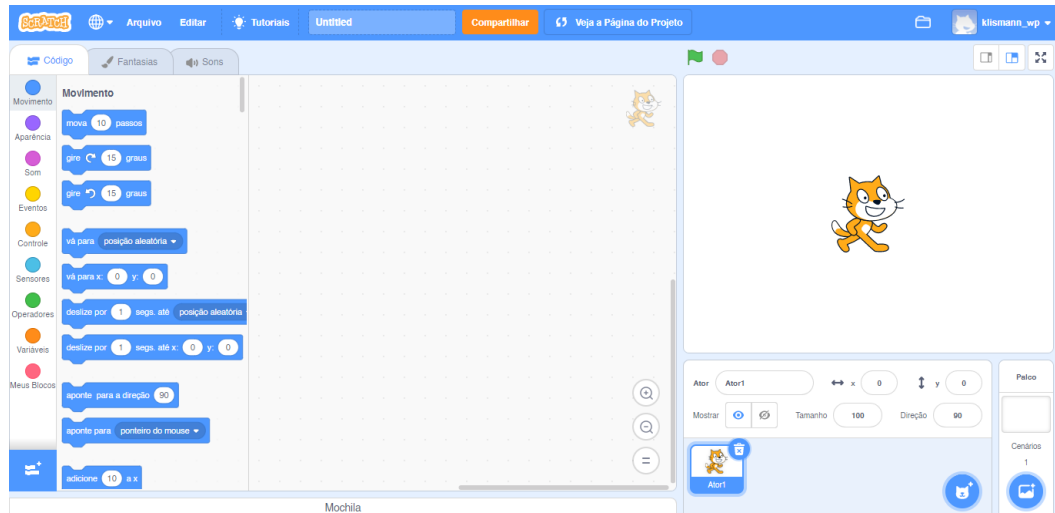 SCRATCH Arquivo Editar Tutoriais Untitled Compartilhar Veja a Página do Projeto klismann_wp
Código Fantasias Sons
Movimento
Aparência
Som
Eventos
Controle
Sensores
Operadores
Variáveis
Meus Blocos
Movimento
mova 10 passos
gire 15 graus
gire 15 graus
vá para posição aleatória
vá para x: 0 y: 0
deslize por 1 segs. até posição aleatória
deslize por 1 segs. até x: 0 y: 0
aponte para a direção 90
aponte para ponteiro do mouse
adicione 10 a x
Mochila
Ator Ator1 x 0 y 0
Mostrar Tamanho 100 Direção 90
Ator1
Palco
Cenários
1